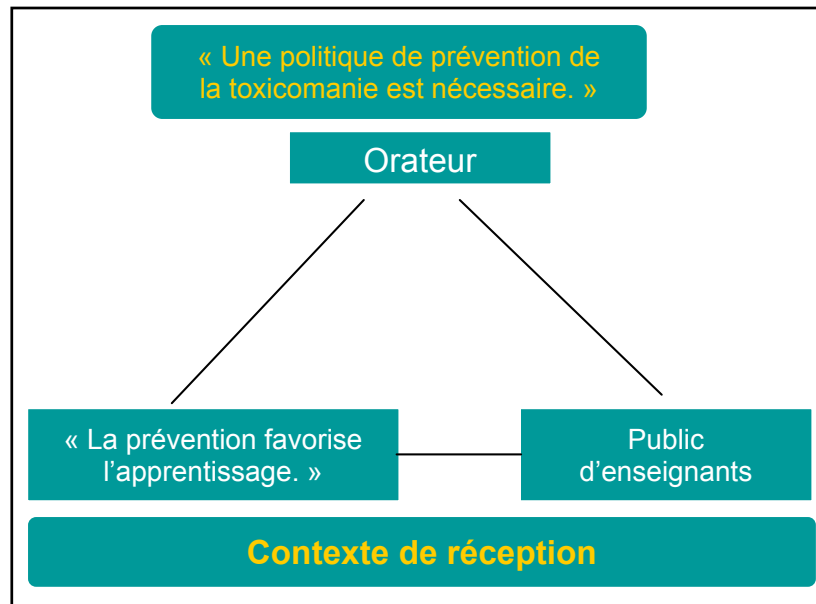 « Une politique de prévention de
la toxicomanie est nécessaire. »
Orateur
« La prévention favorise
l’apprentissage. »
Public
d’enseignants
Contexte de réception